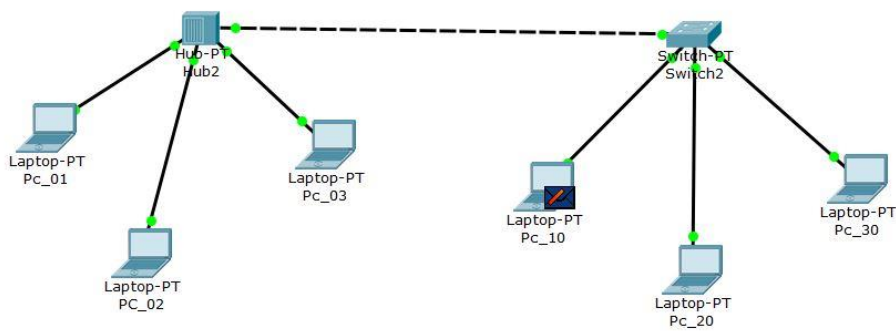 Hub-PT
Hub2
Switch-PT
Switch2
Laptop-PT
Pc_01
Laptop-PT
Pc_03
Laptop-PT
PC_02
Laptop-PT
Pc_10
Laptop-PT
Pc_30
Laptop-PT
Pc_20